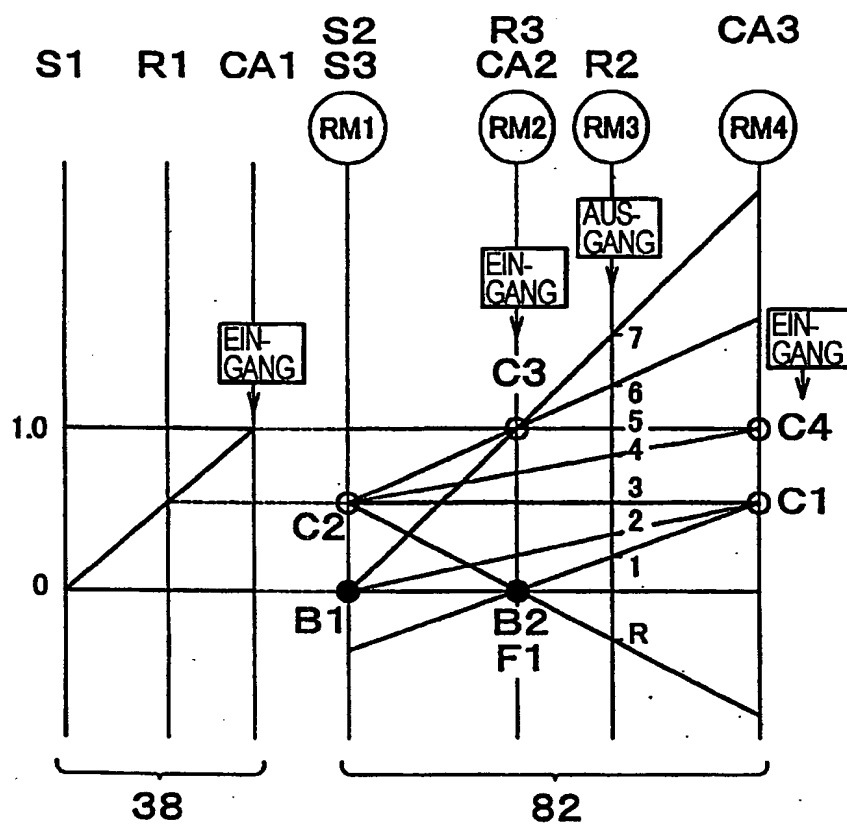 S2 R3 CA3
S1 R1 CA1 S3 CA2 R2
RM1 RM2 RM3 RM4
AUS-
GANG
EIN-
GANG
EIN-
GANG
EIN-
GANG
7
6
C3
1.0
5
C4
4
3
C1
C2
2
1
0
B1
B2
F1
R
38
82